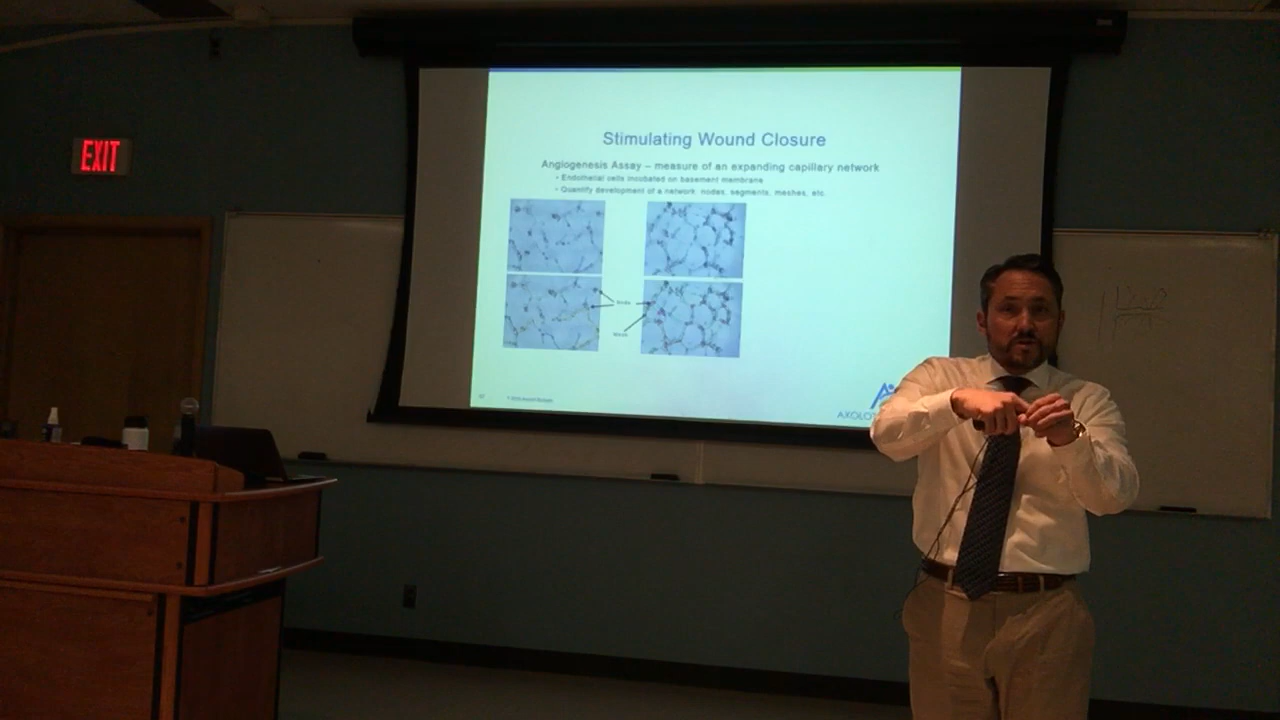 EXIT
Stimulating Wound Closure
Angiogenesis Assay – measure of an expanding capillary network
• Endothelial cells incubated on basement membrane
• Quantify development of a network: nodes, segments, meshes, etc.
Nodes
AXOLOT